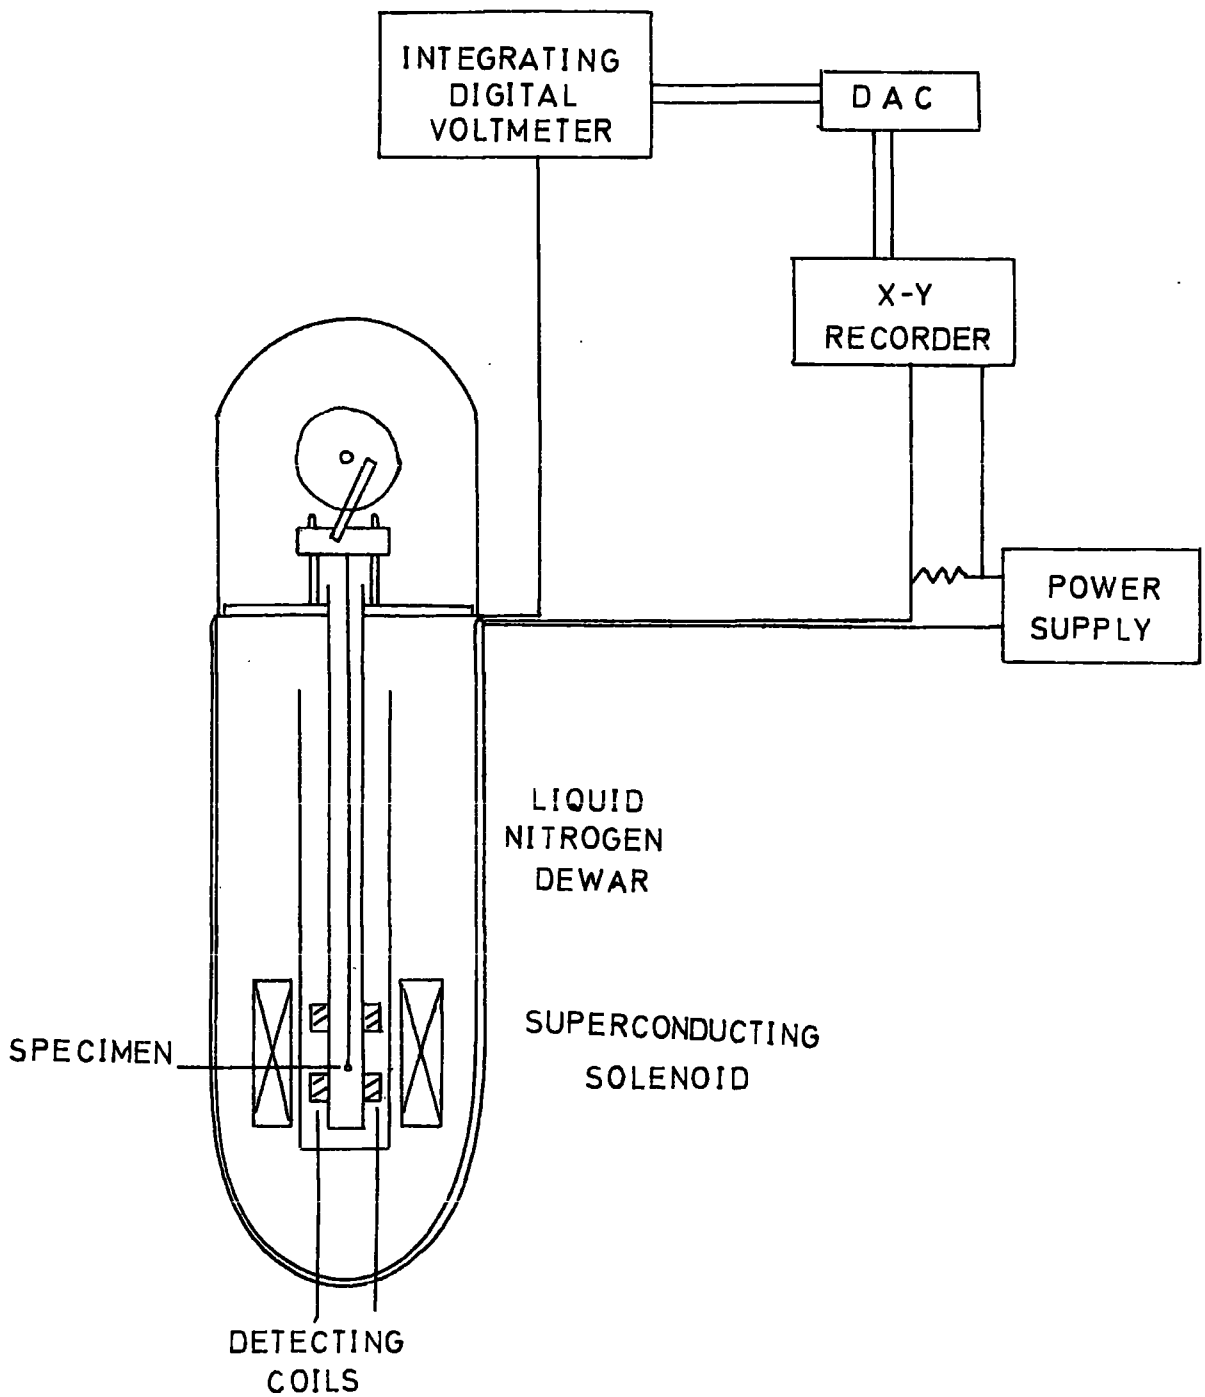 INTEGRATING
DIGITAL
VOLTMETER
DAC
X-Y
RECORDER
POWER
SUPPLY
LIQUID
NITROGEN
DEWAR
SUPERCONDUCTING
SOLENOID
SPECIMEN
DETECTING
COILS